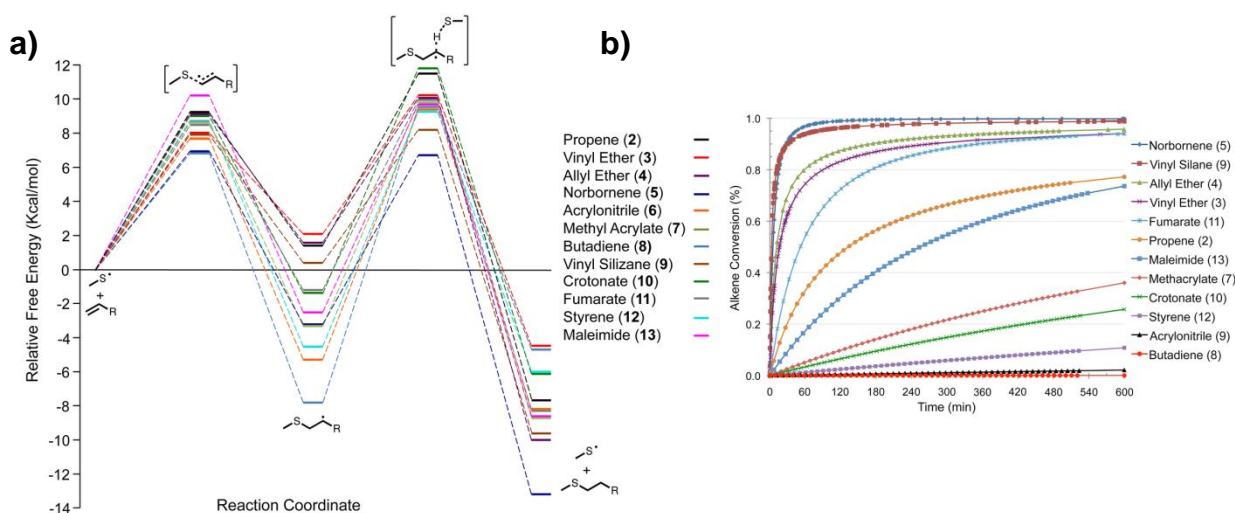 a)
b)
S
H
S
S
R
R
Relative Free Energy (Kcal/mol)
12
10
8
6
4
2
0
-2
-4
-6
-8
-10
-12
-14
S•
+
R
S
R
S•
+
S
R
Reaction Coordinate
Propene (2)
Vinyl Ether (3)
Allyl Ether (4)
Norbornene (5)
Acrylonitrile (6)
Methyl Acrylate (7)
Butadiene (8)
Vinyl Silizane (9)
Crotonate (10)
Fumarate (11)
Styrene (12)
Maleimide (13)
Alkene Conversion (%)
1.0
0.8
0.6
0.4
0.2
0.0
0 60 120 180 240 300 360 420 480 540 600
Time (min)
Norbornene (5)
Vinyl Silane (9)
Allyl Ether (4)
Vinyl Ether (3)
Fumarate (11)
Propene (2)
Maleimide (13)
Methacrylate (7)
Crotonate (10)
Styrene (12)
Acrylonitrile (9)
Butadiene (8)